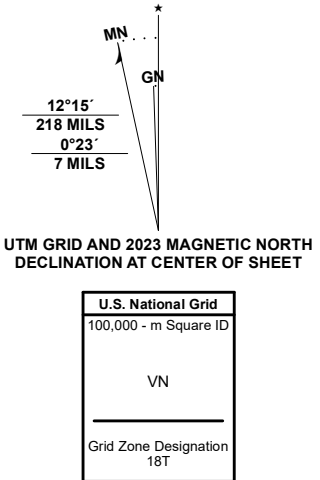 ★
MN
GN
12°15´
218 MILS
0°23´
7 MILS
UTM GRID AND 2023 MAGNETIC NORTH
DECLINATION AT CENTER OF SHEET
U.S. National Grid
100,000 - m Square ID
VN
Grid Zone Designation
18T